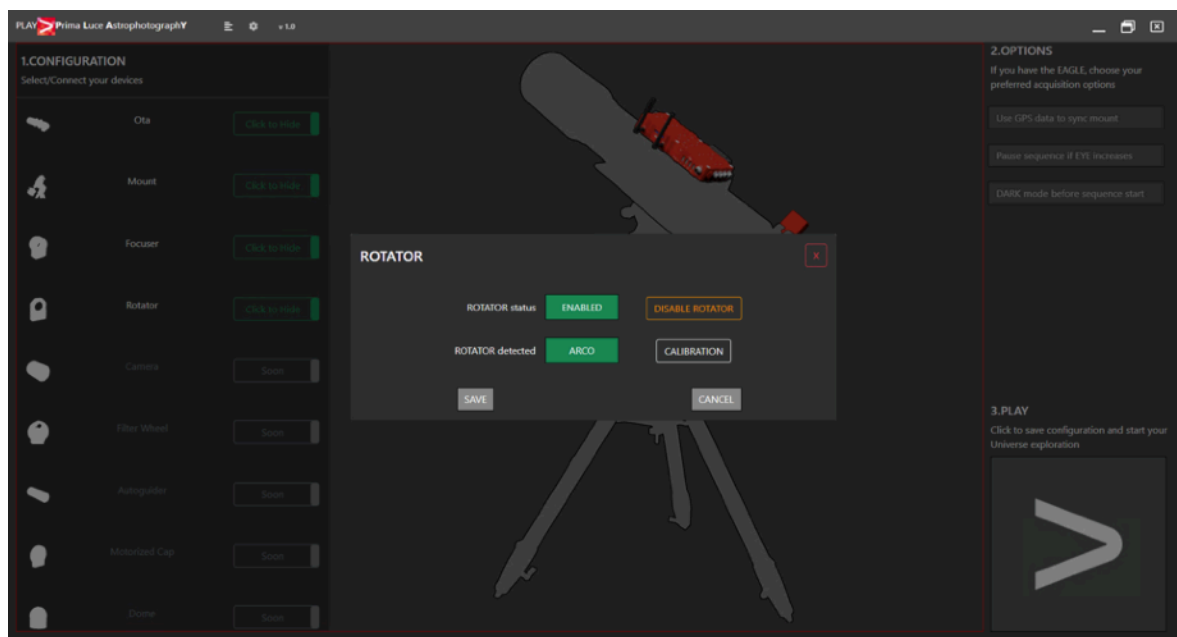 PLAY Prima Luce AstrophotographY
v 1.0
1.CONFIGURATION
Select/Connect your devices
Ota
Click to Hide
Mount
Click to Hide
Focuser
Click to Hide
Rotator
Click to Hide
Camera
Soon
Filter Wheel
Soon
Autoguider
Soon
Motorized Cap
Soon
Dome
Soon
ROTATOR
X
ROTATOR status
ENABLED
DISABLE ROTATOR
ROTATOR detected
ARCO
CALIBRATION
SAVE
CANCEL
2.OPTIONS
If you have the EAGLE, choose your
preferred acquisition options
Use GPS data to sync mount
Pause sequence if EYE increases
DARK mode before sequence start
3.PLAY
Click to save configuration and start your
Universe exploration